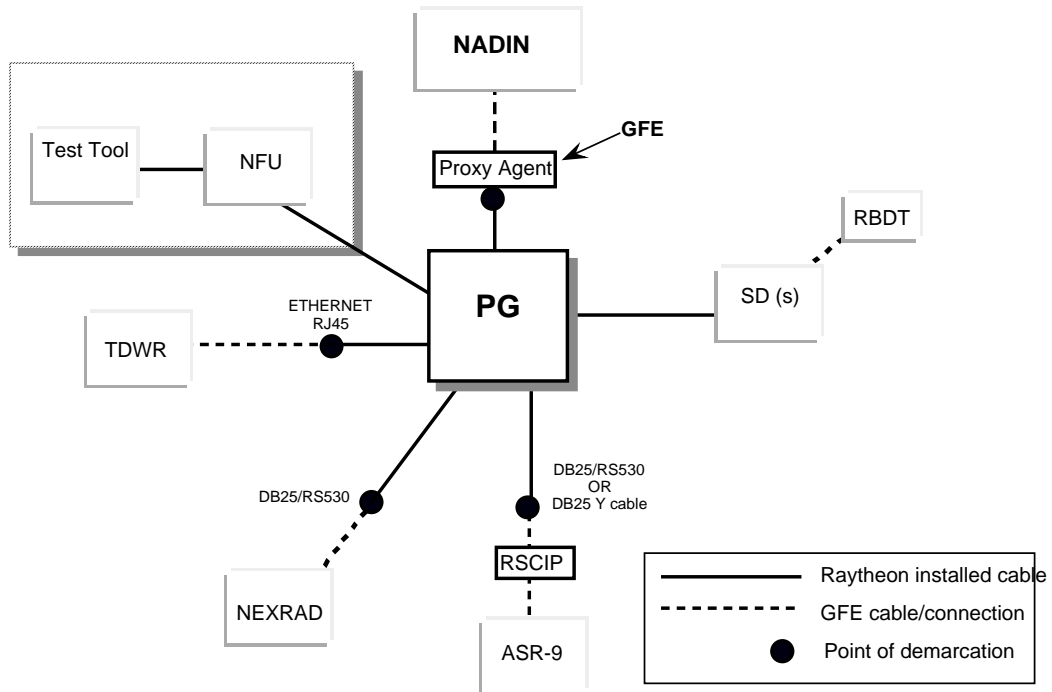 NADIN
GFE
Test Tool
NFU
Proxy Agent
RBDT
PG
SD (s)
ETHERNET
RJ45
TDWR
DB25/RS530
DB25/RS530
OR
DB25 Y cable
RSCIP
NEXRAD
ASR-9
Raytheon installed cable
GFE cable/connection
Point of demarcation